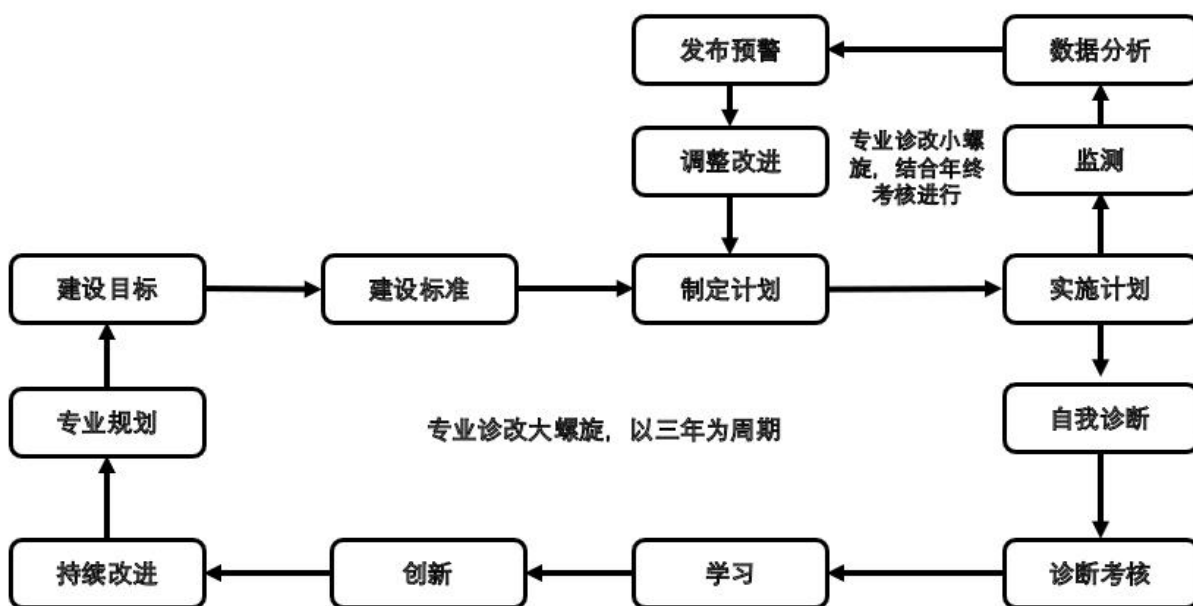 发布预警
数据分析
调整改进
专业诊改小螺
旋，结合年终
考核进行
监测
建设目标
建设标准
制定计划
实施计划
专业规划
专业诊改大螺旋，以三年为周期
自我诊断
持续改进
创新
学习
诊断考核